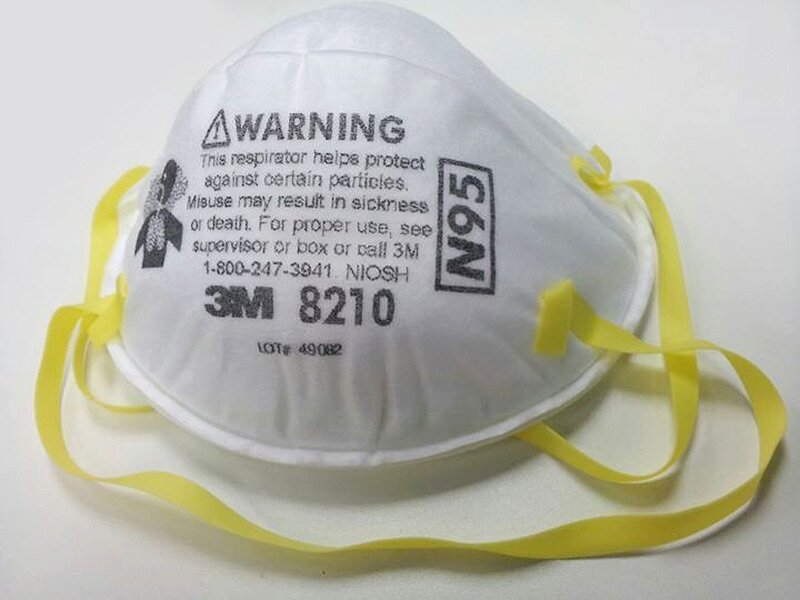 ⚠WARNING
This respirator helps protect
against certain particles.
Misuse may result in sickness
or death. For proper use, see
supervisor or box or call 3M
1-800-247-3941. NIOSH
3M 8210
LOT# 49082
N95